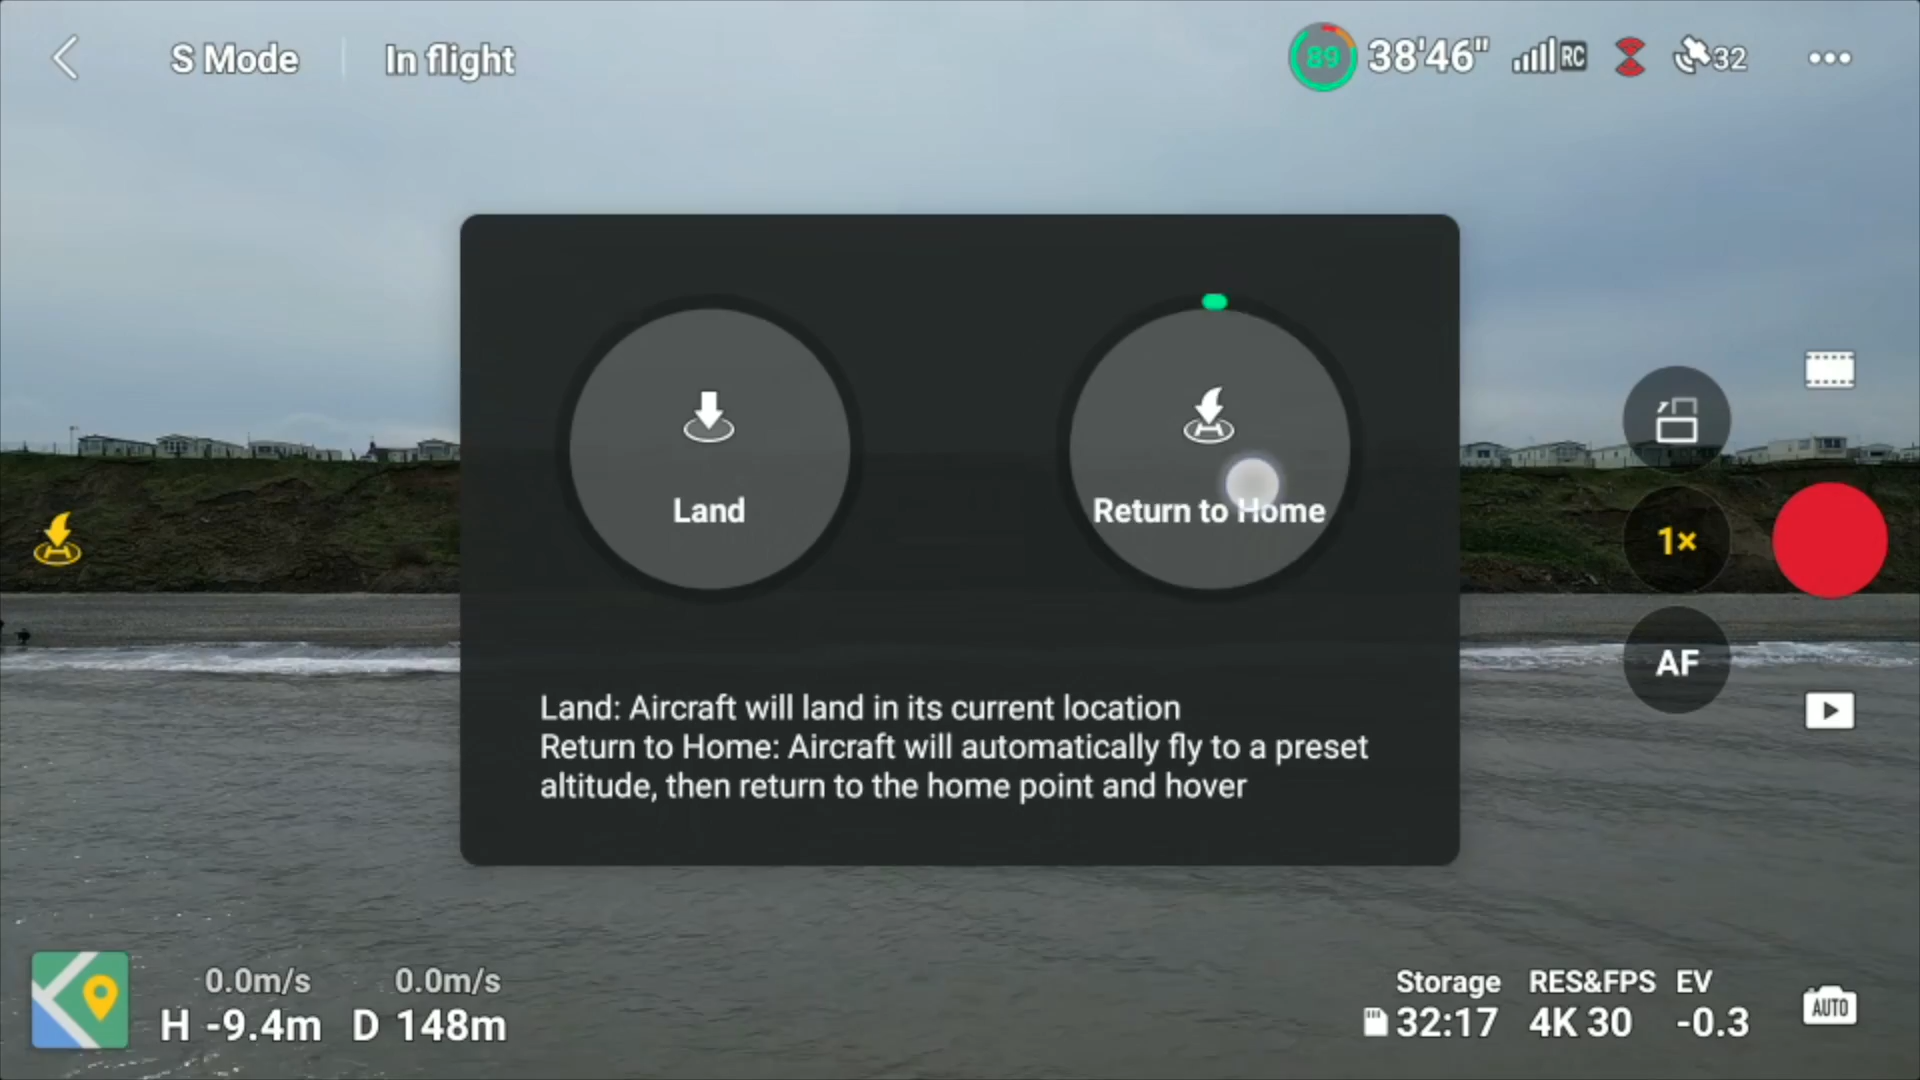 S Mode
In flight
89
38'46"
RC
32
Land
Return to Home
1×
AF
Land: Aircraft will land in its current location
Return to Home: Aircraft will automatically fly to a preset
altitude, then return to the home point and hover
0.0m/s 0.0m/s
H -9.4m D 148m
Storage RES&FPS EV
32:17 4K 30 -0.3
AUTO